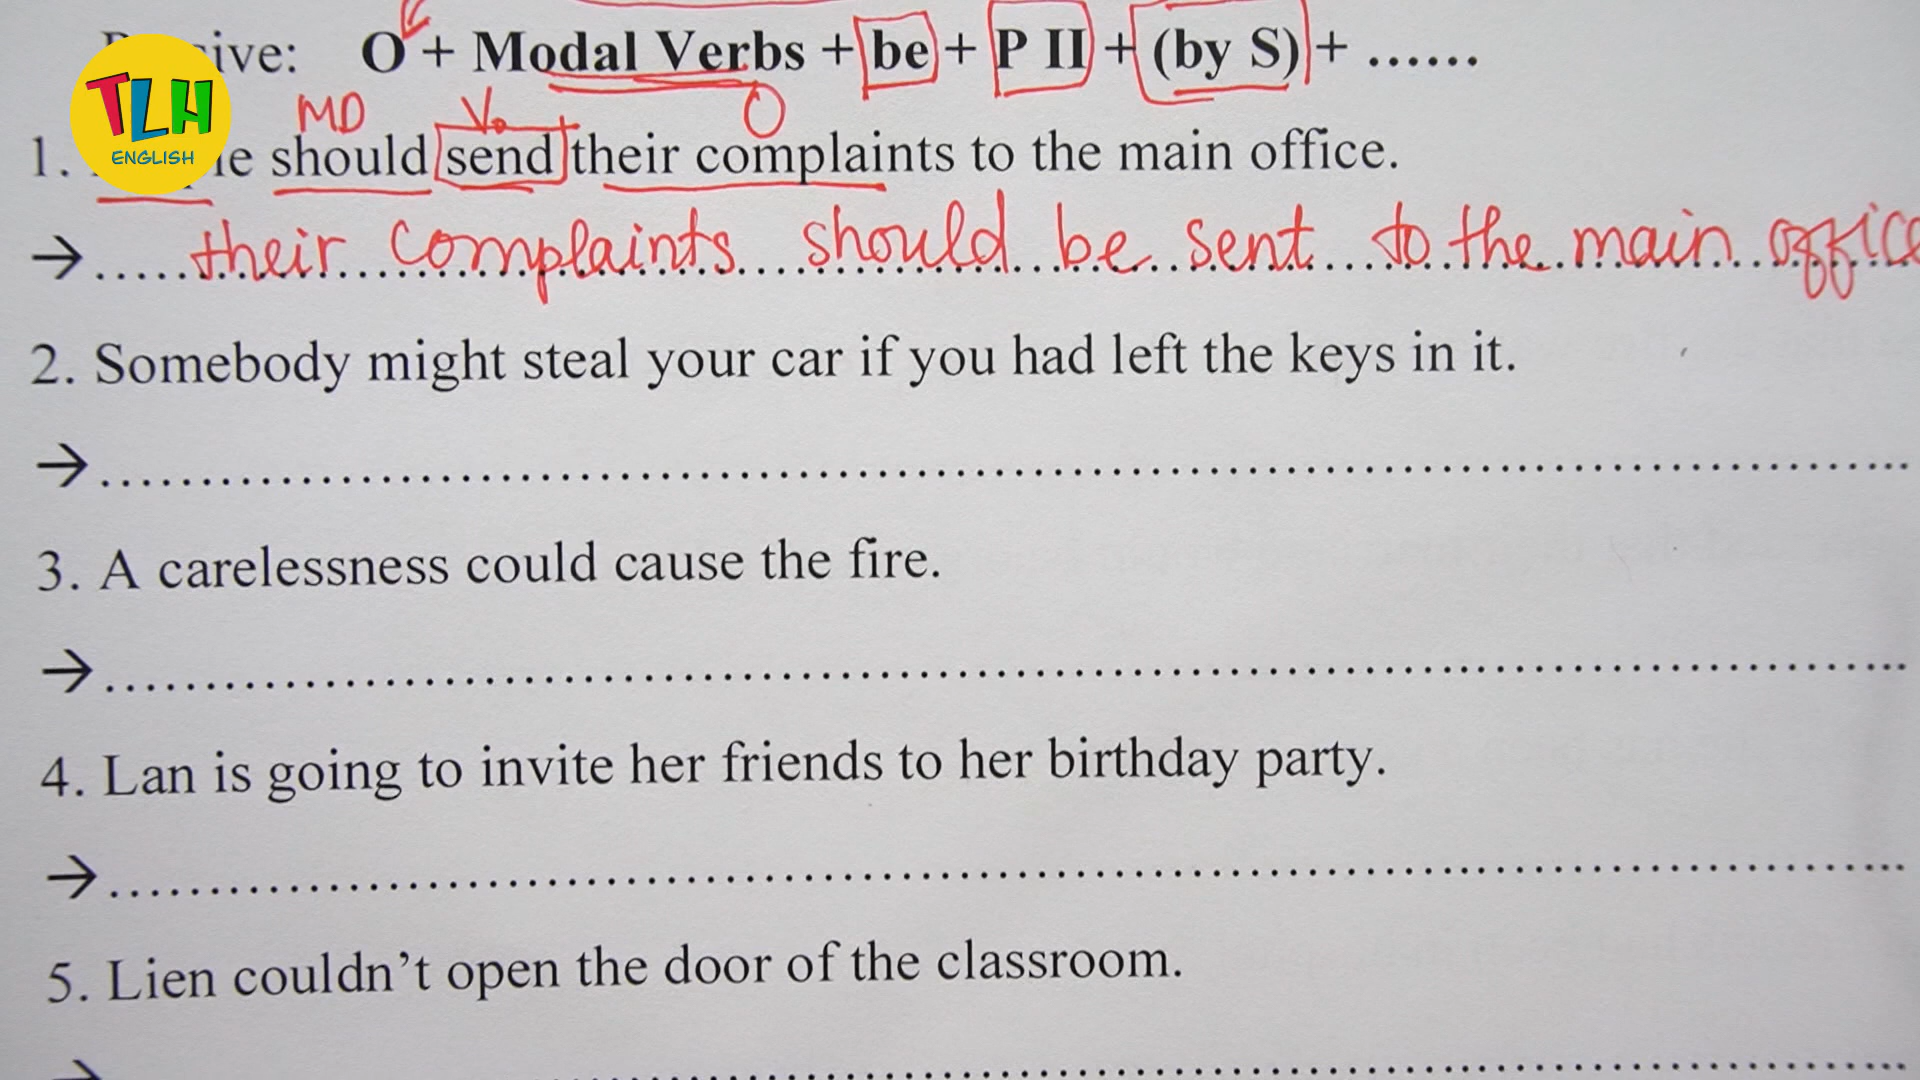 O + Modal Verbs + be + P II + (by S) + ......
MD Vo O
1. should send their complaints to the main office.
→ their complaints should be sent to the main office
2. Somebody might steal your car if you had left the keys in it.
→
3. A carelessness could cause the fire.
→
4. Lan is going to invite her friends to her birthday party.
→
5. Lien couldn't open the door of the classroom.
→
TLH
ENGLISH